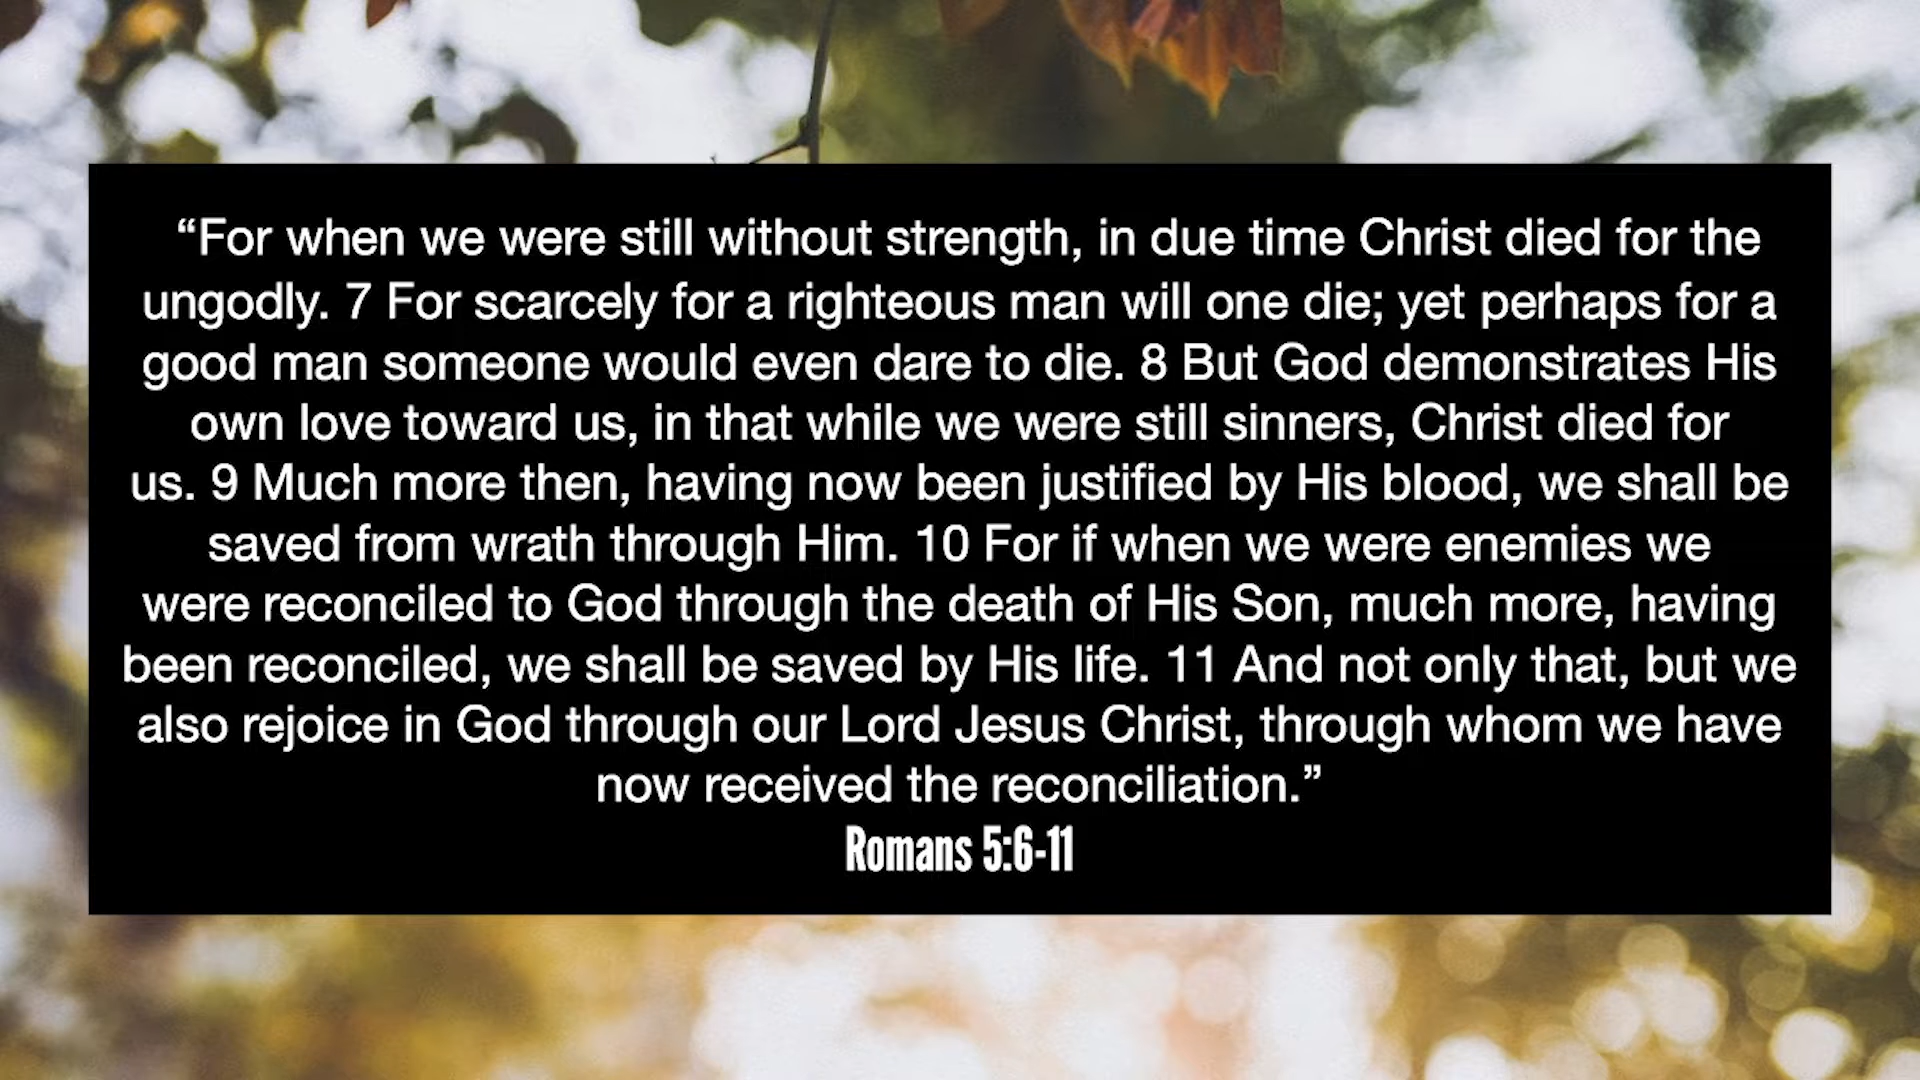 “For when we were still without strength, in due time Christ died for the
ungodly. 7 For scarcely for a righteous man will one die; yet perhaps for a
good man someone would even dare to die. 8 But God demonstrates His
own love toward us, in that while we were still sinners, Christ died for
us. 9 Much more then, having now been justified by His blood, we shall be
saved from wrath through Him. 10 For if when we were enemies we
were reconciled to God through the death of His Son, much more, having
been reconciled, we shall be saved by His life. 11 And not only that, but we
also rejoice in God through our Lord Jesus Christ, through whom we have
now received the reconciliation.”
Romans 5:6-11